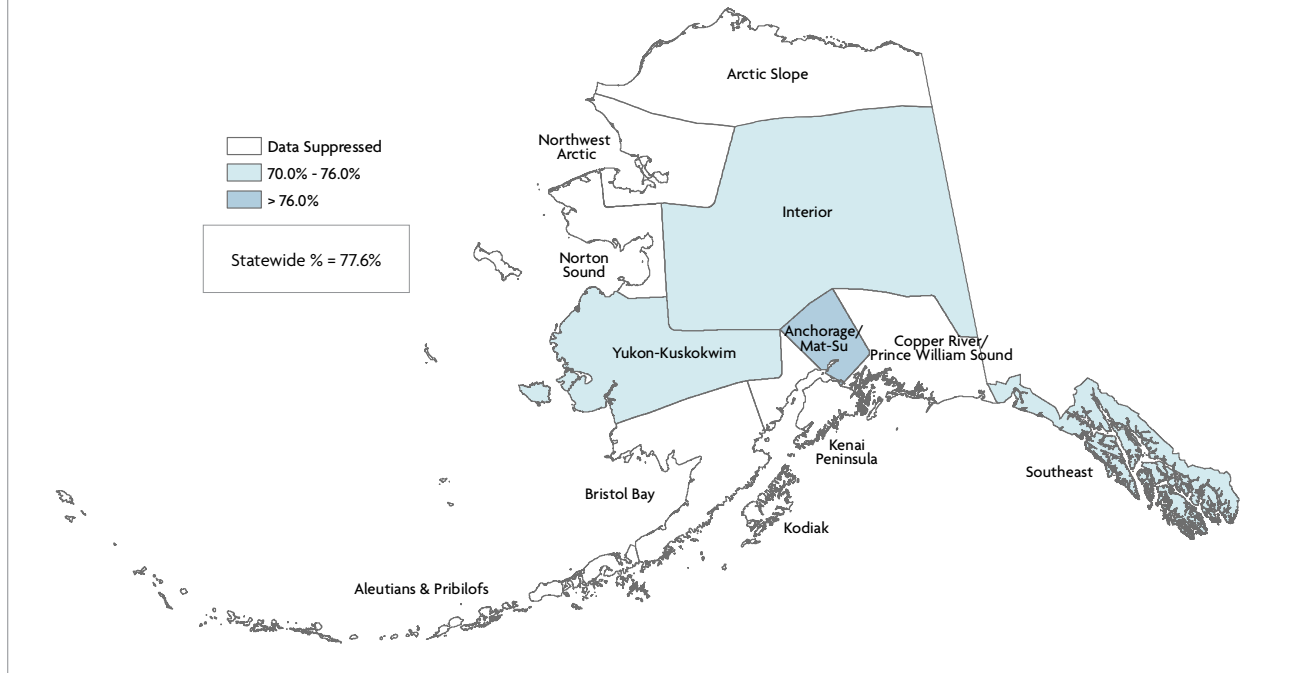 Arctic Slope
Northwest
Arctic
Data Suppressed
70.0% - 76.0%
> 76.0%
Interior
Statewide % = 77.6%
Norton
Sound
Anchorage/
Mat-Su
Copper River/
Prince William Sound
Yukon-Kuskokwim
Kenai
Peninsula
Southeast
Bristol Bay
Kodiak
Aleutians & Pribilofs